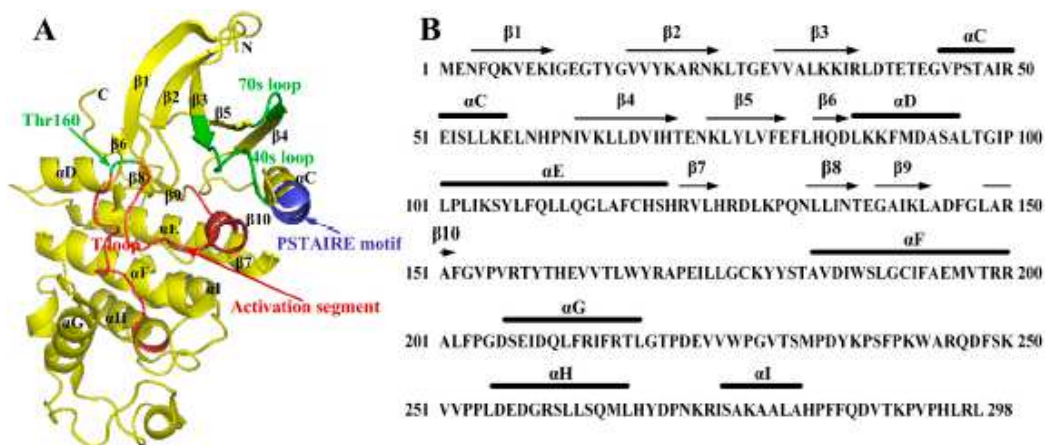 A
N
β1
C
β2
70s loop
β3
β5
Thr160
β4
β6
40s loop
αD
β8
αC
β9
β10
αE
PSTAIRE motif
T-loop
β7
αF
αI
Activation segment
αG
αH
B
β1 β2 β3 αC
1 MENFQKVEKIGEGTYGVVYKARNKLTGEVVALKKIRLDTETEGVPSTAIR 50
αC β4 β5 β6 αD
51 EISLLKELNHPNIVKLLDVIHTENKLYLVFEFLHQDLKKFMDASALTGIP 100
αE β7 β8 β9
101 LPLIKSYLFQLLQGLAFCHSHRVLHRDLKPQNLLINTEGAIKLADFGLAR 150
β10 αF
151 AFGVPVRTYTHEVVTLWYRAPEILLGCKYYSTAVDIWSLGCIFAEMVTRR 200
αG
201 ALFPGDSEIDQLFRIFRTLGTPDEVVWPGVTSMPDYKPSFPKWARQDFSK 250
αH αI
251 VVPPLDEDGRSLLSQMLHYDPNKRISAKAALAHPFFQDVTKPVPHLRL 298